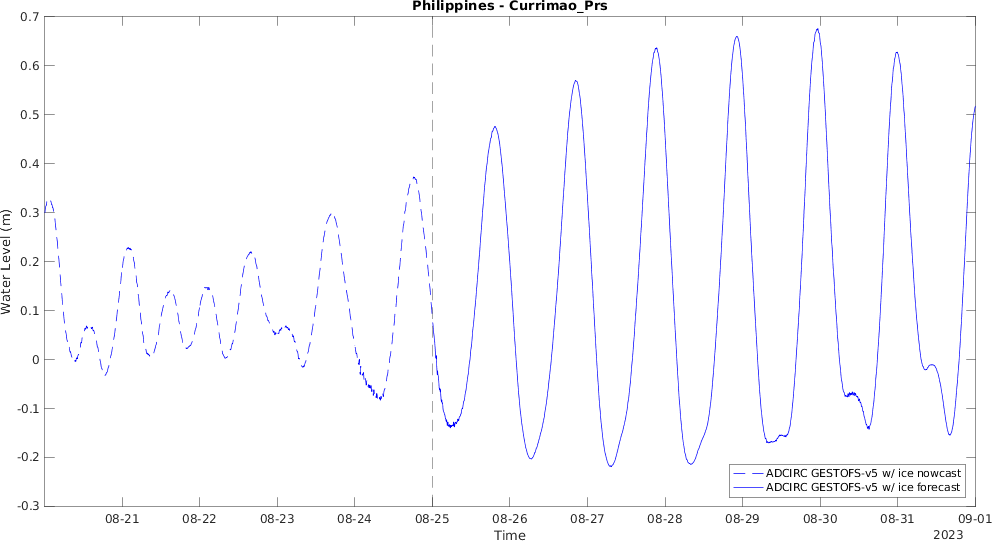 Philippines - Currimao_Prs
Water Level (m)
0.7
0.6
0.5
0.4
0.3
0.2
0.1
0
-0.1
-0.2
-0.3
ADCIRC GESTOFS-v5 w/ ice nowcast
ADCIRC GESTOFS-v5 w/ ice forecast
08-21 08-22 08-23 08-24 08-25 08-26 08-27 08-28 08-29 08-30 08-31 09-01
Time
2023